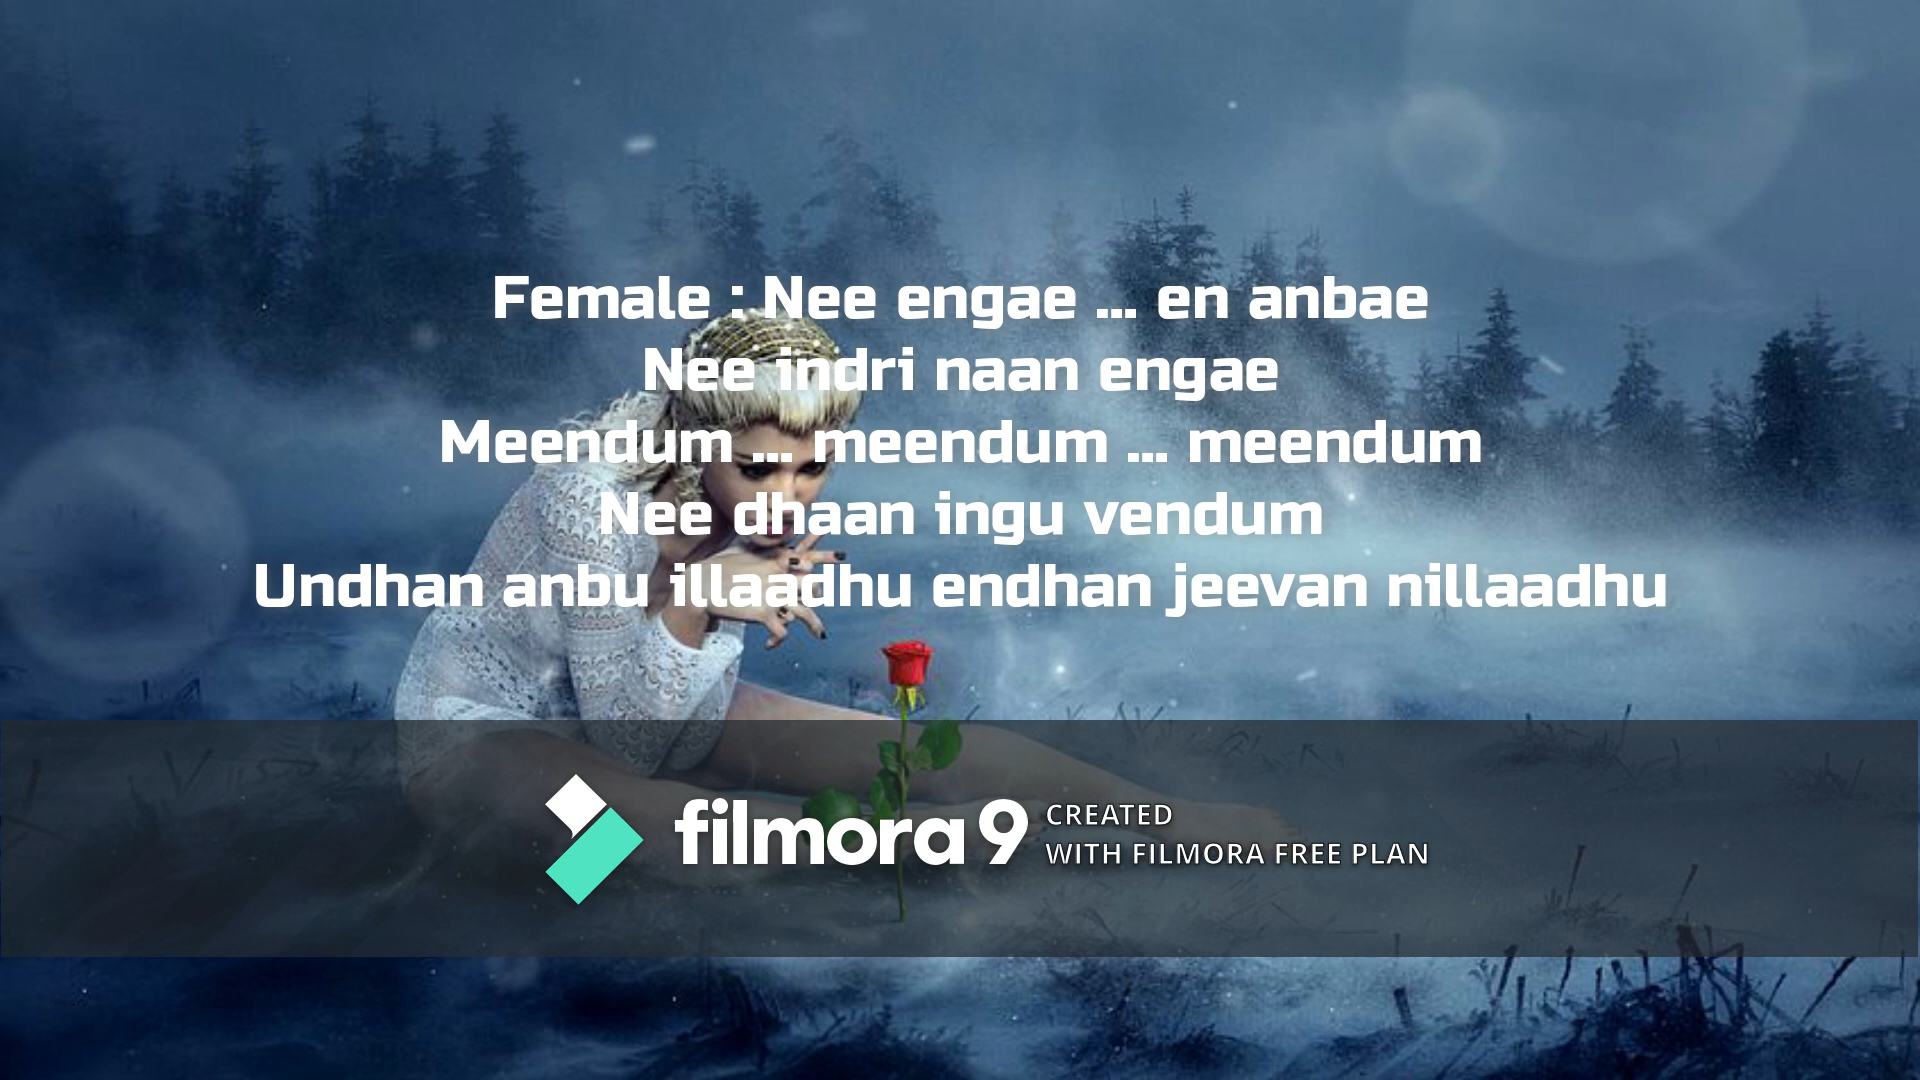 Female : Nee engae ... en anbae
Nee indri naan engae
Meendum ... meendum ... meendum
Nee dhaan ingu vendum
Undhan anbu illaadhu endhan jeevan nillaadhu
filmora 9 CREATED
WITH FILMORA FREE PLAN